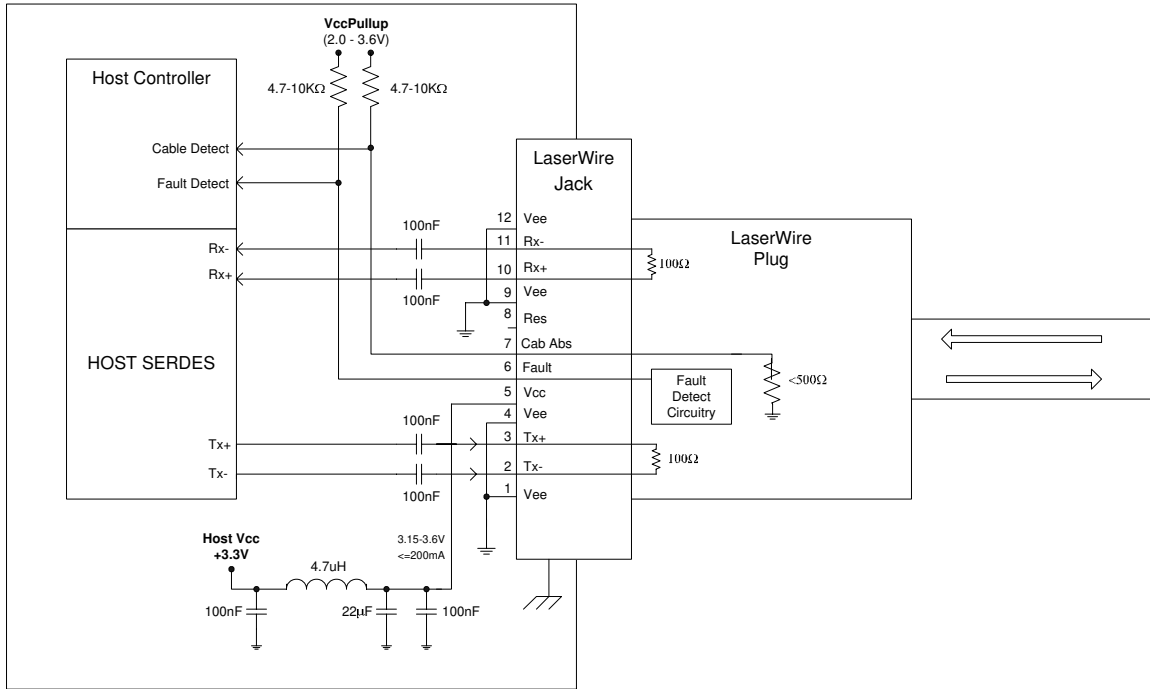 VccPullup
(2.0 - 3.6V)
Host Controller
4.7-10KΩ
4.7-10KΩ
Cable Detect
Fault Detect
LaserWire
Jack
LaserWire
Plug
100nF
12
Vee
Rx-
11
Rx-
100Ω
Rx+
10
Rx+
100nF
9
Vee
8
Res
HOST SERDES
7
Cab Abs
6
Fault
Fault
Detect
Circuitry
<500Ω
5
Vcc
100nF
4
Vee
Tx+
3
Tx+
100Ω
Tx-
2
Tx-
100nF
1
Vee
Host Vcc
+3.3V
3.15-3.6V
<=200mA
4.7uH
100nF
22µF
100nF